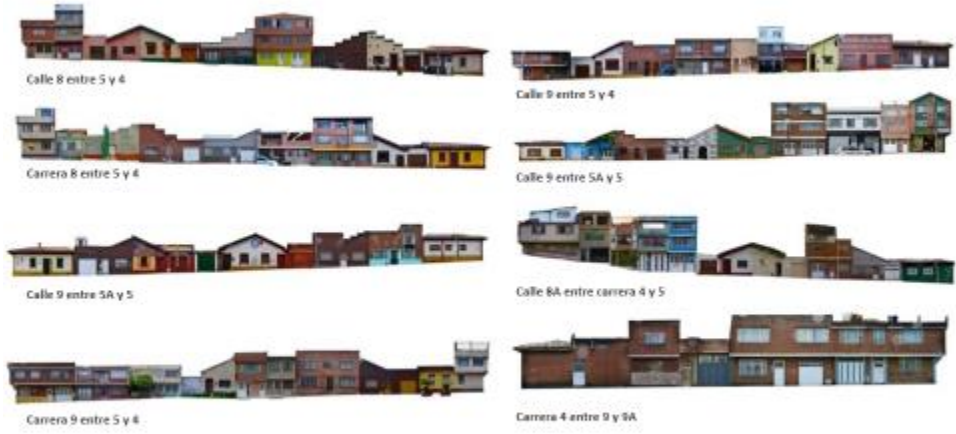 Calle 8 entre 5 y 4
Calle 9 entre 5 y 4
Carrera 8 entre 5 y 4
Calle 9 entre 5A y 5
Calle 9 entre 5A y 5
Calle 8A entre carrera 4 y 5
Carrera 9 entre 5 y 4
Carrera 4 entre 9 y 9A